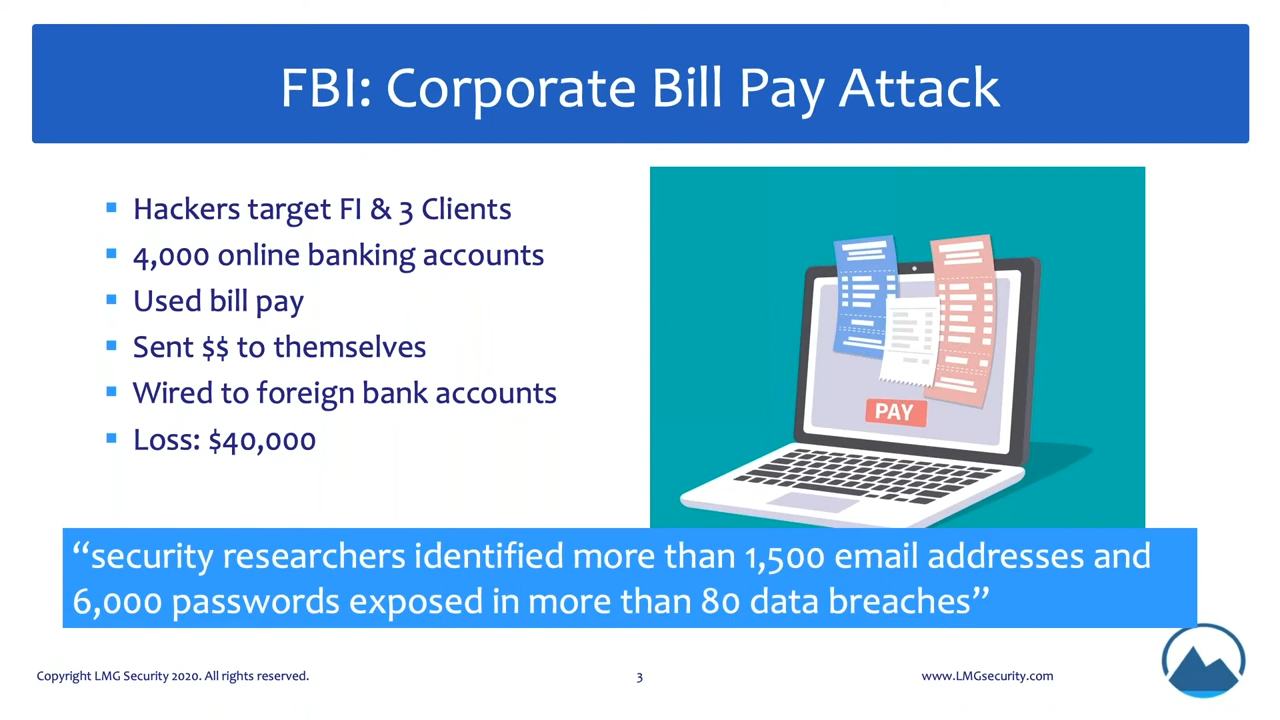 FBI: Corporate Bill Pay Attack
Hackers target FI & 3 Clients
4,000 online banking accounts
Used bill pay
Sent $$ to themselves
Wired to foreign bank accounts
Loss: $40,000
PAY
“security researchers identified more than 1,500 email addresses and
6,000 passwords exposed in more than 80 data breaches”
Copyright LMG Security 2020. All rights reserved.
3
www.LMGsecurity.com